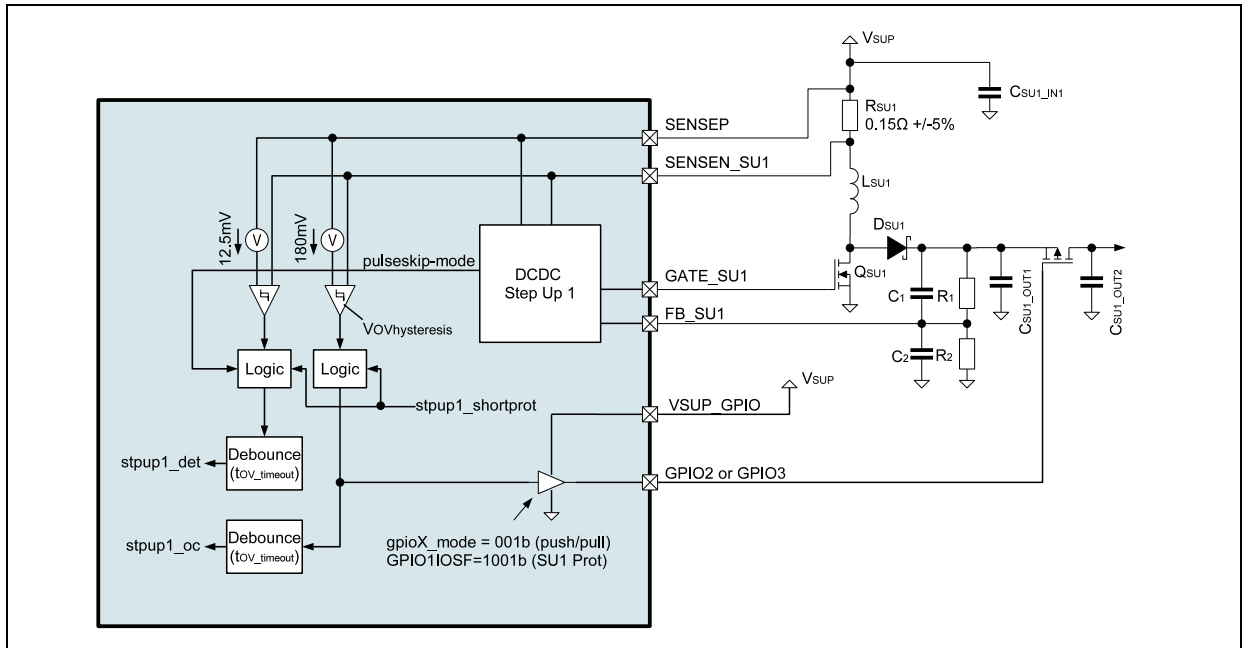 VSUP
CSU1_IN1
RSU1
0.15Ω +/-5%
SENSEP
SENSEN_SU1
LSU1
12.5mV
V
180mV
V
pulseskip-mode
DCDC
Step Up 1
DSU1
GATE_SU1
QSU1
VOVhysteresis
FB_SU1
C1
R1
CSU1_OUT1
CSU1_OUT2
C2
R2
Logic
Logic
stpup1_shortprot
VSUP
VSUP_GPIO
stpup1_det
Debounce
(tOV_timeout)
GPIO2 or GPIO3
stpup1_oc
Debounce
(tOV_timeout)
gpioX_mode = 001b (push/pull)
GPIO1IOSF=1001b (SU1 Prot)